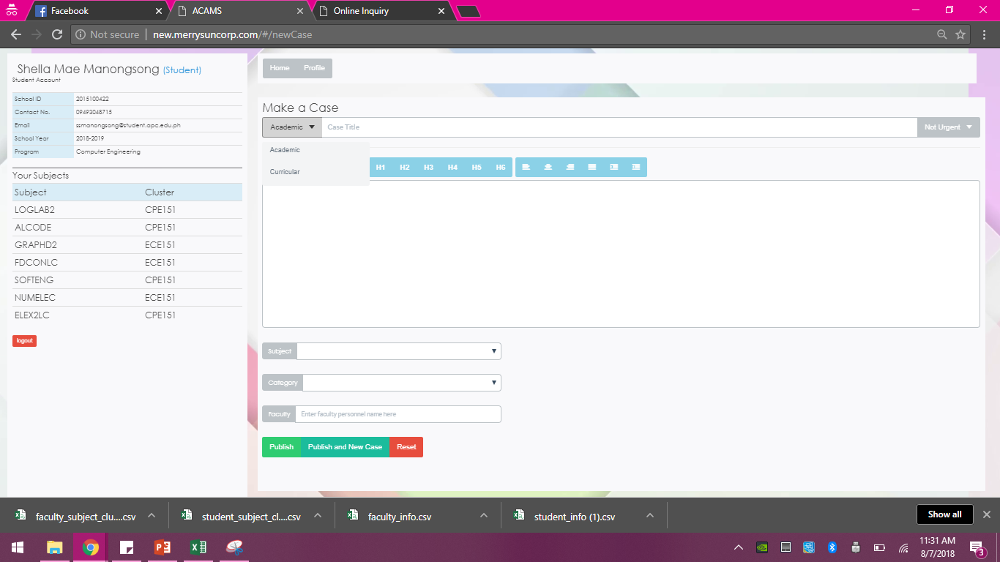 Facebook
ACAMS
Online Inquiry
Not secure new.merrysuncorp.com/#/newCase
Shella Mae Manongsong (Student)
Student Account
School ID 2015100422
Contact No. 09493048715
Email ssmanongsong@student.apc.edu.ph
School Year 2018-2019
Program Computer Engineering
Your Subjects
Subject Cluster
LOGLAB2 CPE151
ALCODE CPE151
GRAPHD2 ECE151
FDCONLC ECE151
SOFTENG CPE151
NUMELEC ECE151
ELEX2LC CPE151
logout
Home Profile
Make a Case
Academic Case Title Not Urgent
Academic
Curricular
H1 H2 H3 H4 H5 H6
Subject
Category
Faculty Enter faculty personnel name here
Publish Publish and New Case Reset
faculty_subject_clu....csv student_subject_cl....csv faculty_info.csv student_info (1).csv Show all
11:31 AM
8/7/2018
3